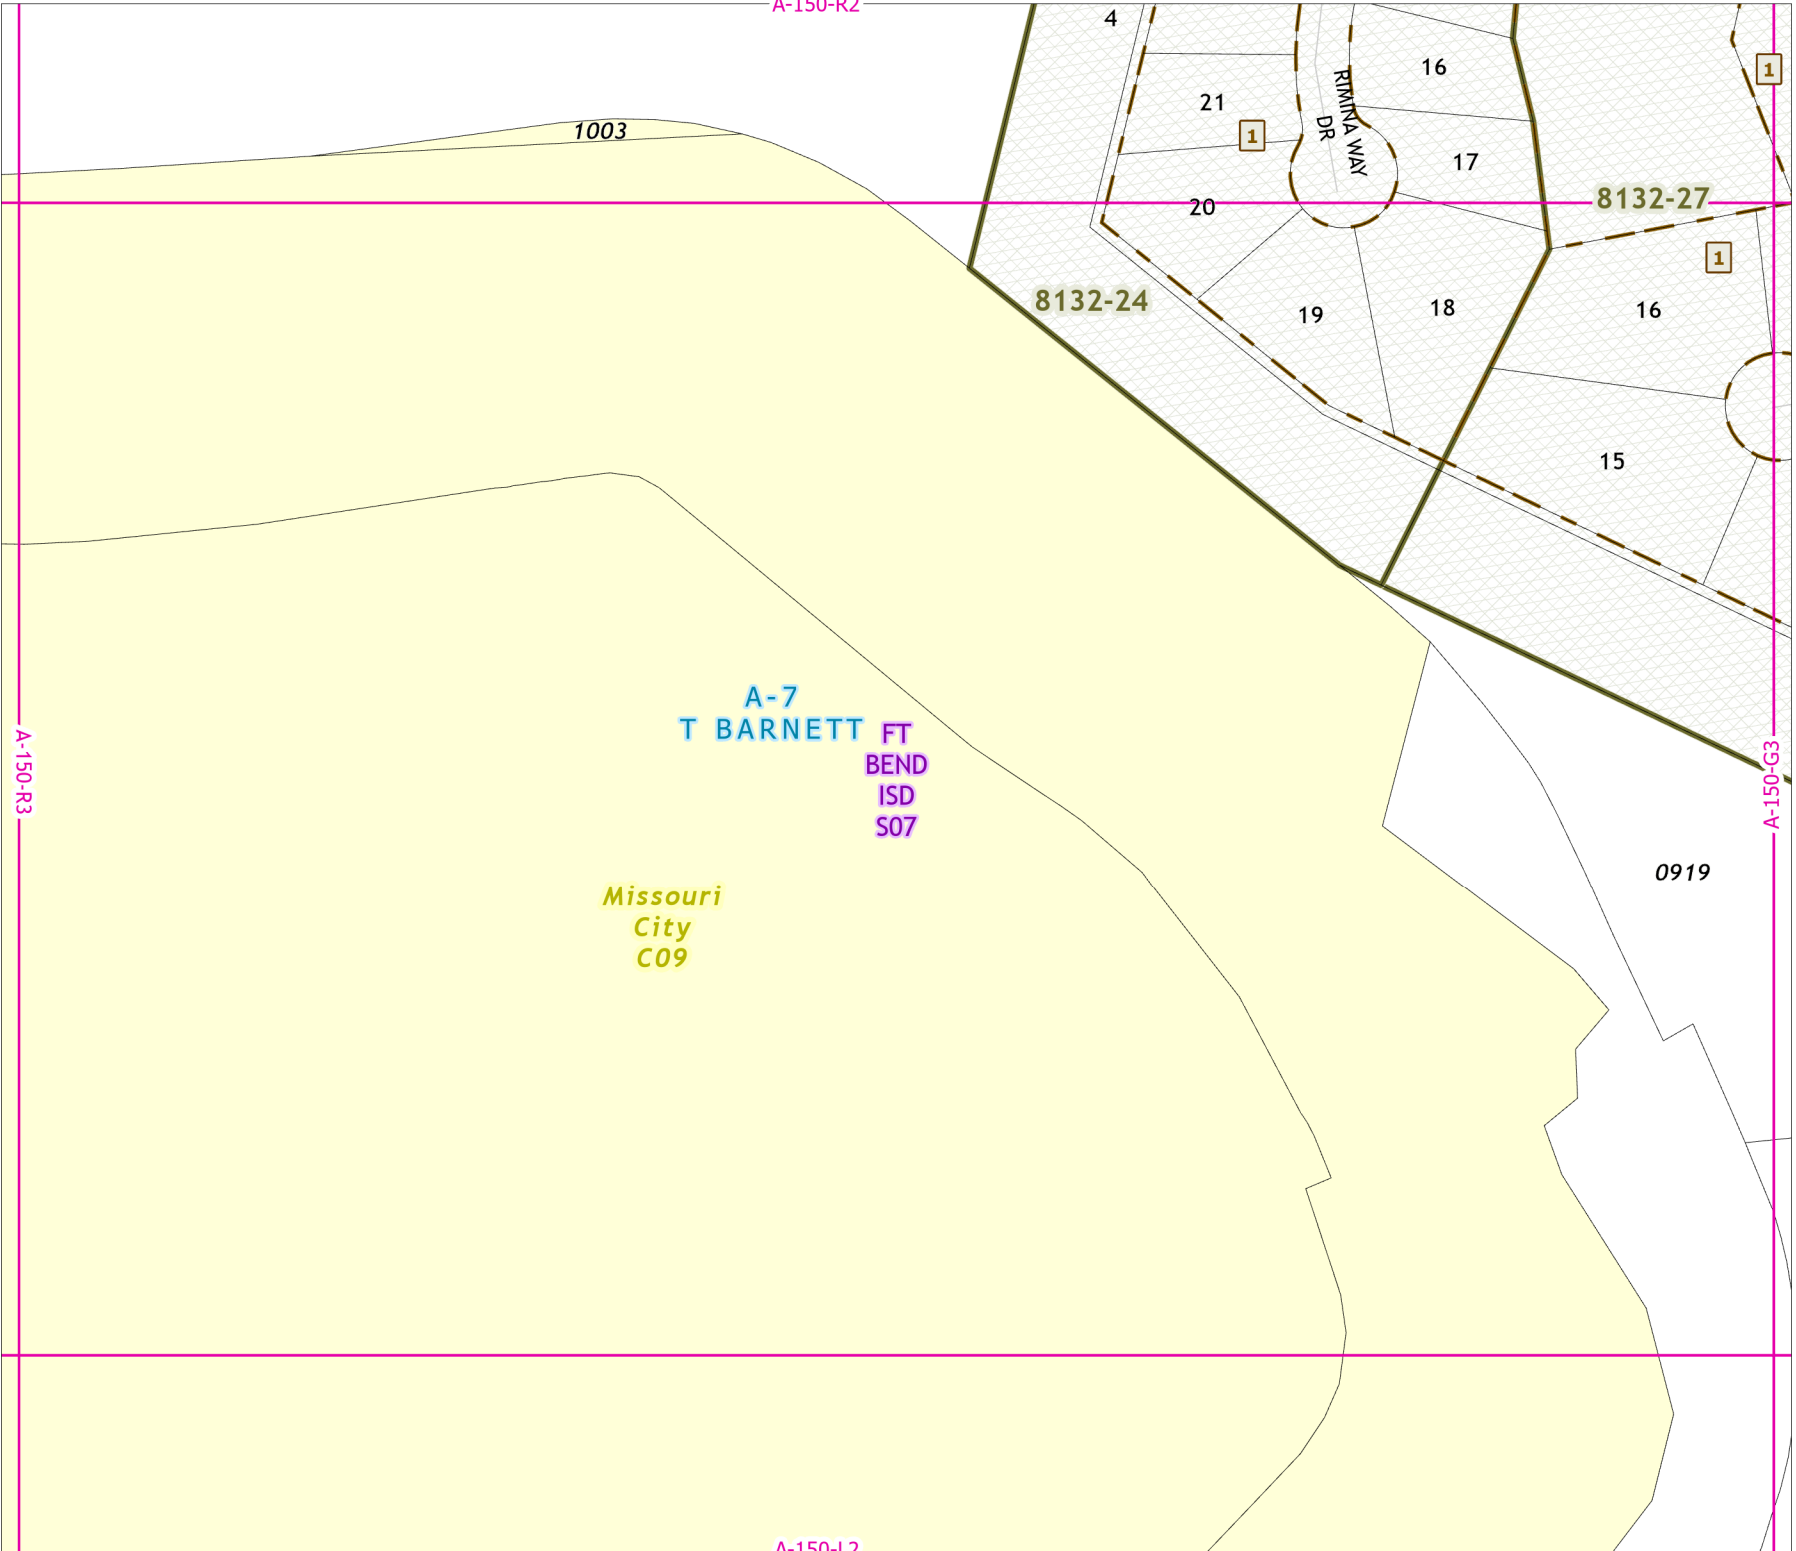 A-150-R2
4
16
1
21
1003
1
RIMINA WAY
DR
17
8132-27
20
1
8132-24
19
18
16
15
A-7
T BARNETT
FT
BEND
ISD
S07
A-150-R3
A-150-G3
0919
Missouri
City
C09
A-150-L2